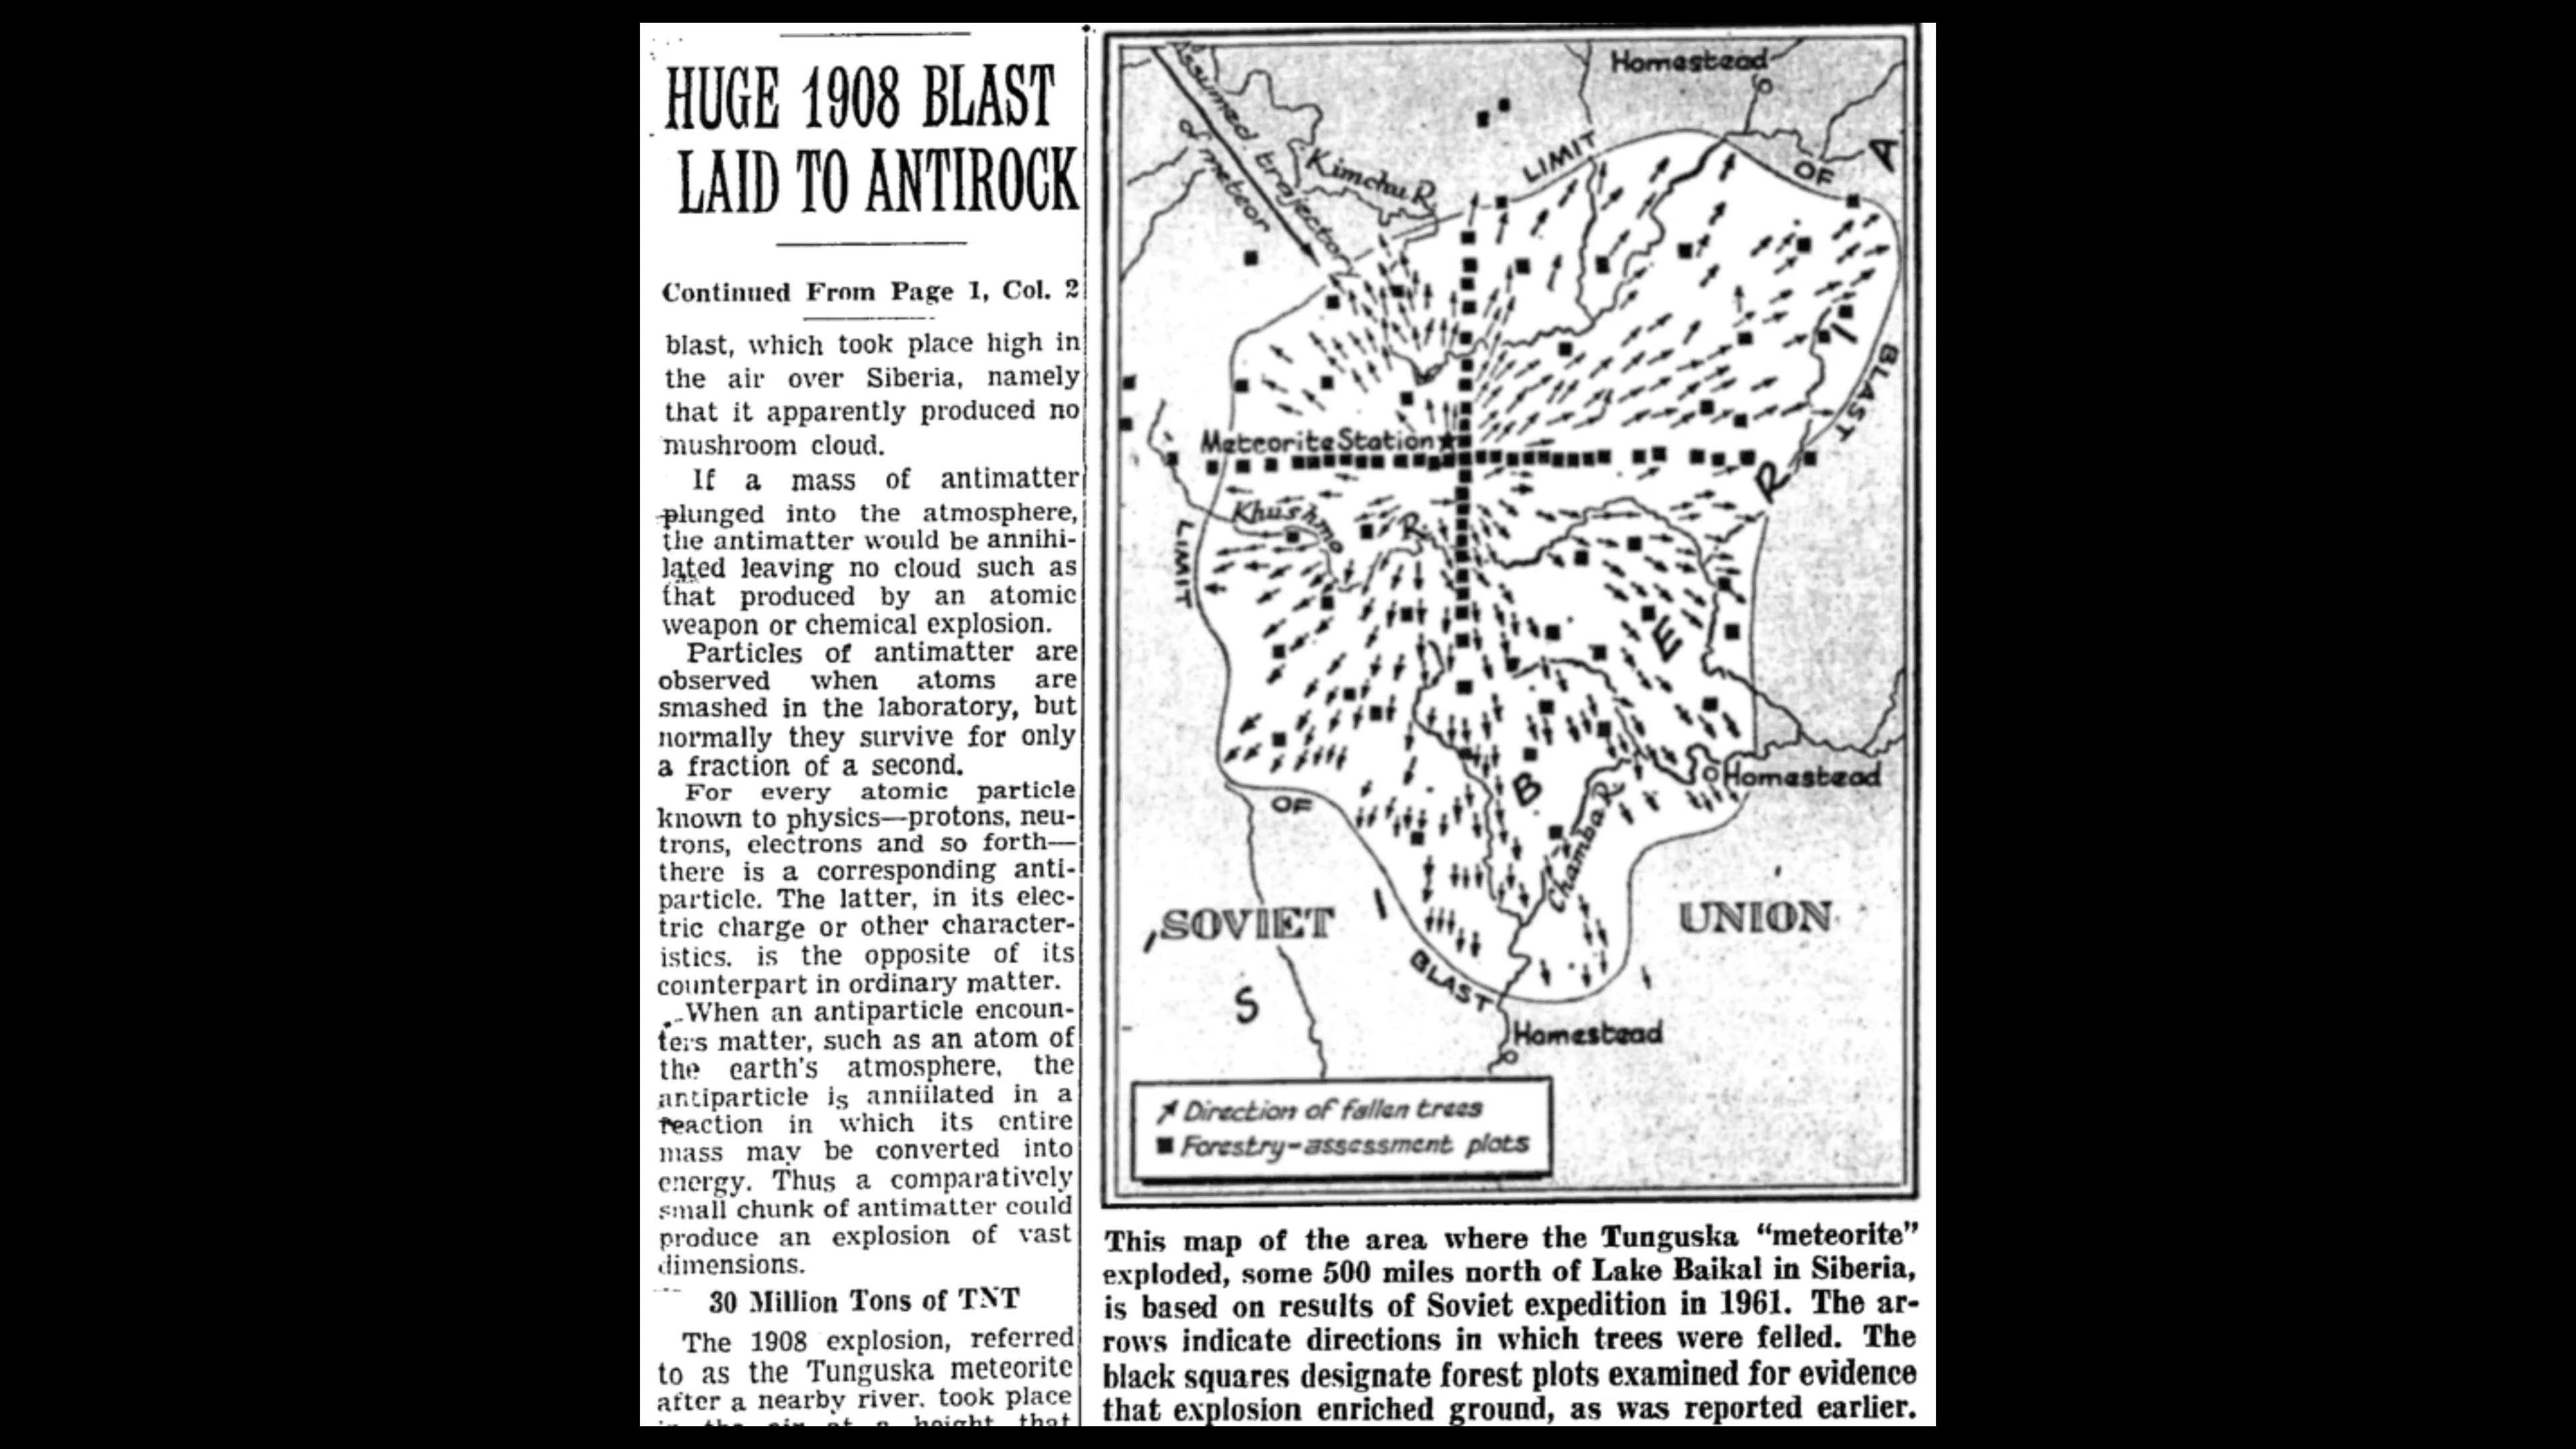 HUGE 1908 BLAST
LAID TO ANTIROCK
Continued From Page 1, Col. 2
blast, which took place high in
the air over Siberia, namely
that it apparently produced no
mushroom cloud.
If a mass of antimatter
plunged into the atmosphere,
the antimatter would be annihi-
lated leaving no cloud such as
that produced by an atomic
weapon or chemical explosion.
Particles of antimatter are
observed when atoms are
smashed in the laboratory, but
normally they survive for only
a fraction of a second.
For every atomic particle
known to physics—protons, neu-
trons, electrons and so forth—
there is a corresponding anti-
particle. The latter, in its elec-
tric charge or other character-
istics, is the opposite of its
counterpart in ordinary matter.
When an antiparticle encoun-
ters matter, such as an atom of
the earth's atmosphere, the
antiparticle is anniilated in a
reaction in which its entire
mass may be converted into
energy. Thus a comparatively
small chunk of antimatter could
produce an explosion of vast
dimensions.
30 Million Tons of TNT
The 1908 explosion, referred
to as the Tunguska meteorite
after a nearby river, took place
in the air at a height that
Assumed trajectory
of meteor
Kimchu R.
Homestead
LIMIT OF BLAST
Meteorite Station
Khushmo R.
LIMIT OF BLAST
Homestead
Chamba R.
SOVIET UNION
SIBERIA
Homestead
Direction of fallen trees
Forestry-assessment plots
This map of the area where the Tunguska “meteorite”
exploded, some 500 miles north of Lake Baikal in Siberia,
is based on results of Soviet expedition in 1961. The ar-
rows indicate directions in which trees were felled. The
black squares designate forest plots examined for evidence
that explosion enriched ground, as was reported earlier.